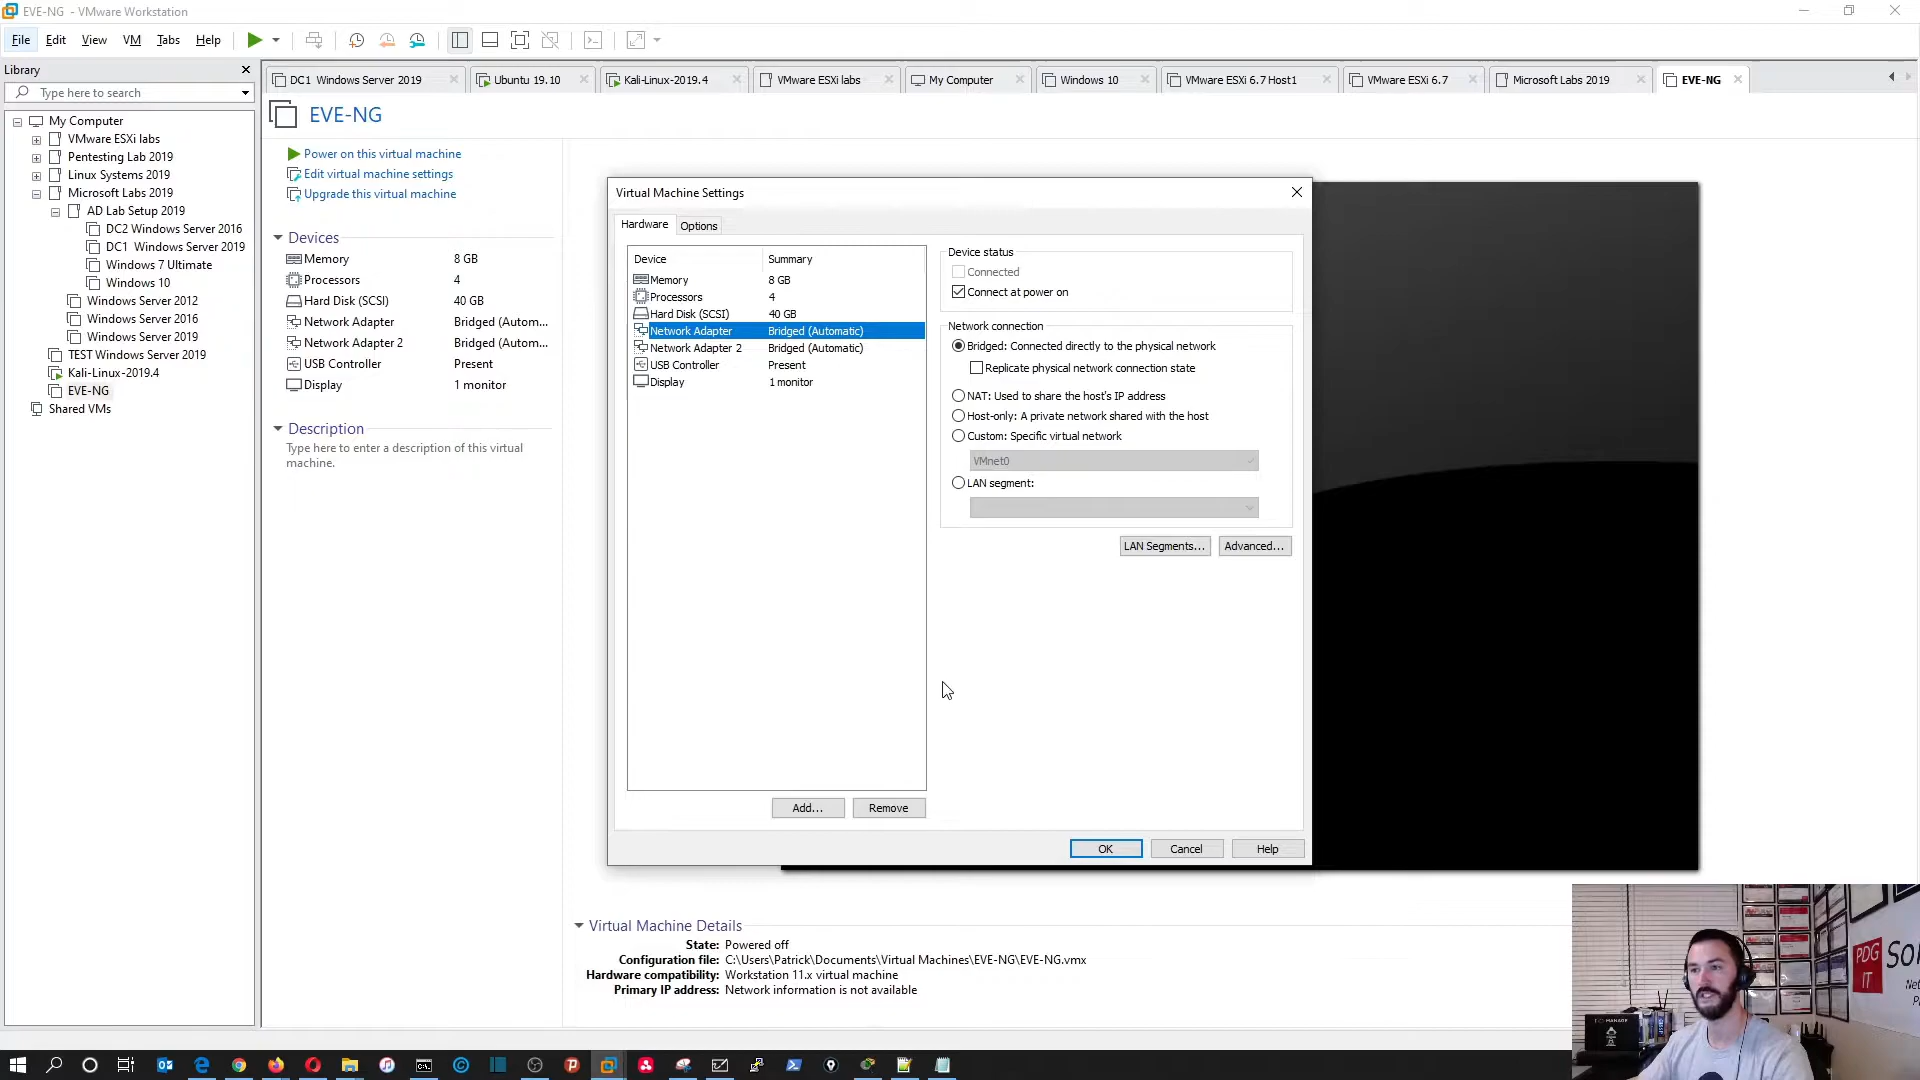 EVE-NG - VMware Workstation
File Edit View VM Tabs Help
Library
Type here to search
My Computer
VMware ESXi labs
Pentesting Lab 2019
Linux Systems 2019
Microsoft Labs 2019
AD Lab Setup 2019
DC2 Windows Server 2016
DC1 Windows Server 2019
Windows 7 Ultimate
Windows 10
Windows Server 2012
Windows Server 2016
Windows Server 2019
TEST Windows Server 2019
Kali-Linux-2019.4
EVE-NG
Shared VMs
DC1 Windows Server 2019 Ubuntu 19.10 Kali-Linux-2019.4 VMware ESXi labs My Computer Windows 10 VMware ESXi 6.7 Host1 VMware ESXi 6.7 Microsoft Labs 2019 EVE-NG
EVE-NG
Power on this virtual machine
Edit virtual machine settings
Upgrade this virtual machine
Devices
Memory 8 GB
Processors 4
Hard Disk (SCSI) 40 GB
Network Adapter Bridged (Autom...
Network Adapter 2 Bridged (Autom...
USB Controller Present
Display 1 monitor
Description
Type here to enter a description of this virtual
machine.
Virtual Machine Settings
Hardware Options
Device Summary
Memory 8 GB
Processors 4
Hard Disk (SCSI) 40 GB
Network Adapter Bridged (Automatic)
Network Adapter 2 Bridged (Automatic)
USB Controller Present
Display 1 monitor
Add... Remove
Device status
Connected
Connect at power on
Network connection
Bridged: Connected directly to the physical network
Replicate physical network connection state
NAT: Used to share the host's IP address
Host-only: A private network shared with the host
Custom: Specific virtual network
VMnet0
LAN segment:
LAN Segments... Advanced...
OK Cancel Help
Virtual Machine Details
State: Powered off
Configuration file: C:\Users\Patrick\Documents\Virtual Machines\EVE-NG\EVE-NG.vmx
Hardware compatibility: Workstation 11.x virtual machine
Primary IP address: Network information is not available
PDG
IT